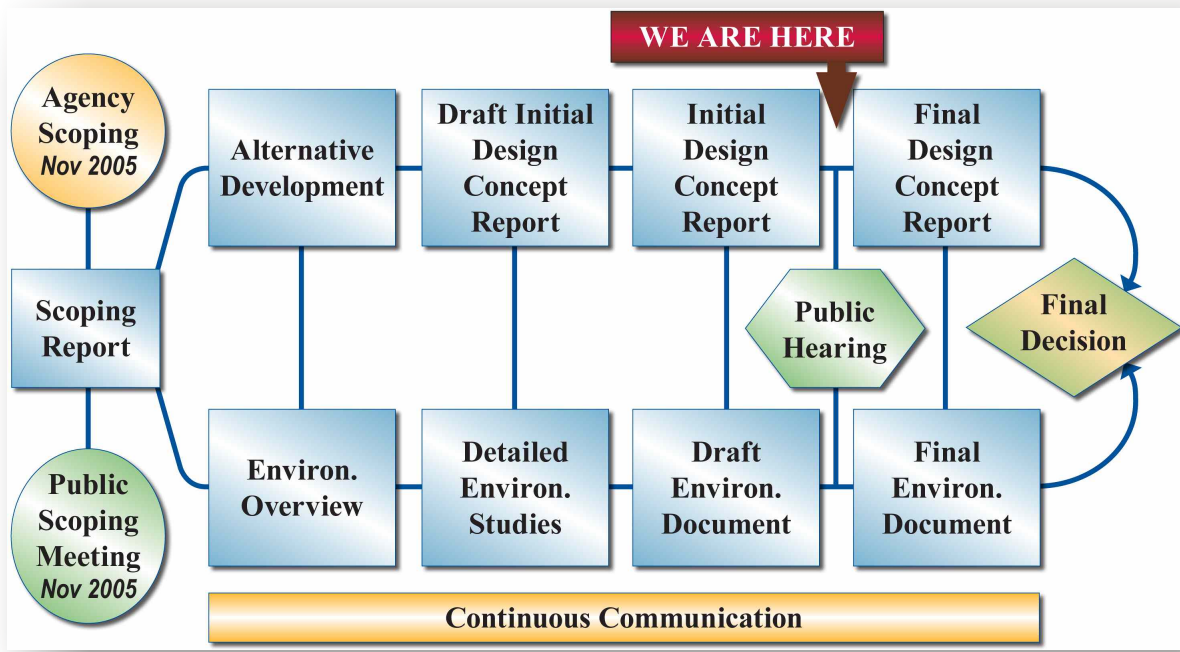 WE ARE HERE
Agency
Scoping
Nov 2005
Alternative
Development
Draft Initial
Design
Concept
Report
Initial
Design
Concept
Report
Final
Design
Concept
Report
Scoping
Report
Public
Hearing
Final
Decision
Public
Scoping
Meeting
Nov 2005
Environ.
Overview
Detailed
Environ.
Studies
Draft
Environ.
Document
Final
Environ.
Document
Continuous Communication